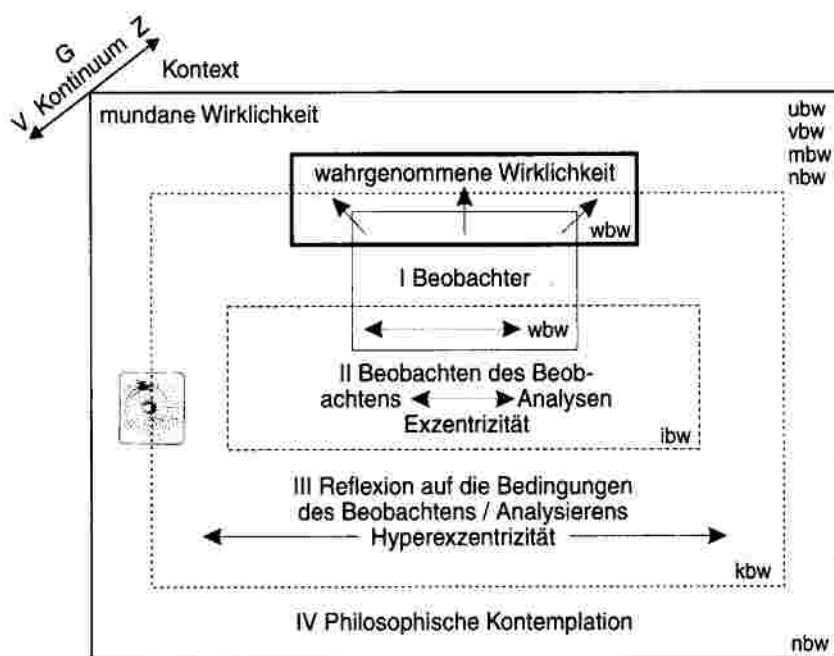 V Kontinuum Z
G
Kontext
mundane Wirklichkeit
ubw
vbw
mbw
nbw
wahrgenommene Wirklichkeit
wbw
I Beobachter
wbw
II Beobachten des Beob-
achtens Analysen
Exzentrizität
ibw
III Reflexion auf die Bedingungen
des Beobachtens / Analysierens
Hyperexzentrizität
kbw
IV Philosophische Kontemplation
nbw